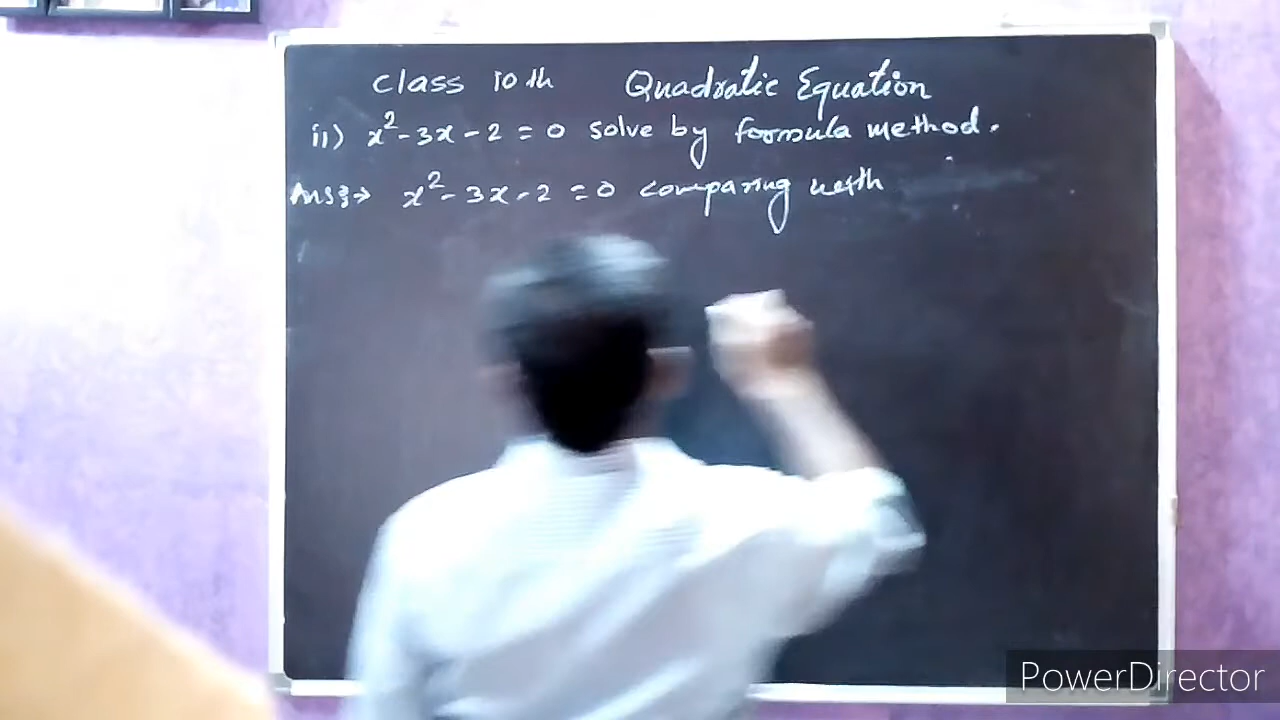 class 10th Quadratic Equation
ii) x²-3x-2=0 solve by formula method.
Ans:→ x²-3x-2=0 comparing with
PowerDirector